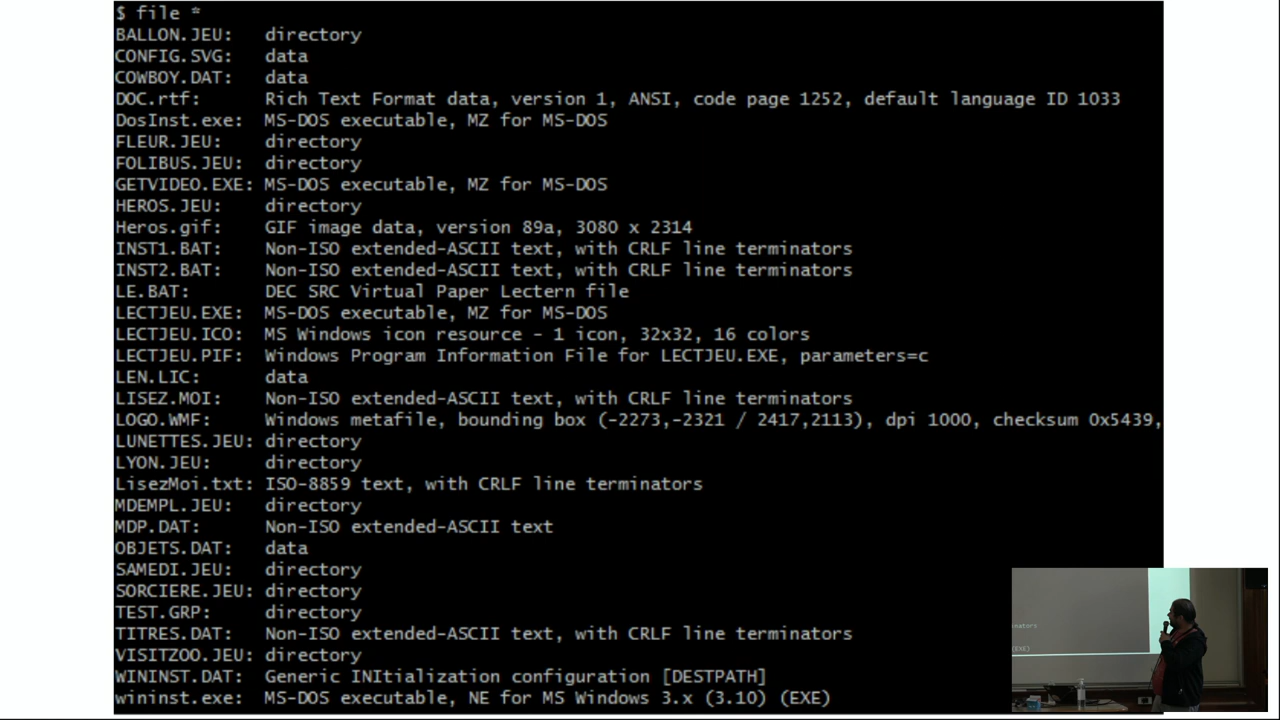 $ file *
BALLON.JEU: directory
CONFIG.SVG: data
COWBOY.DAT: data
DOC.rtf: Rich Text Format data, version 1, ANSI, code page 1252, default language ID 1033
DosInst.exe: MS-DOS executable, MZ for MS-DOS
FLEUR.JEU: directory
FOLIBUS.JEU: directory
GETVIDEO.EXE: MS-DOS executable, MZ for MS-DOS
HEROS.JEU: directory
Heros.gif: GIF image data, version 89a, 3080 x 2314
INST1.BAT: Non-ISO extended-ASCII text, with CRLF line terminators
INST2.BAT: Non-ISO extended-ASCII text, with CRLF line terminators
LE.BAT: DEC SRC Virtual Paper Lectern file
LECTJEU.EXE: MS-DOS executable, MZ for MS-DOS
LECTJEU.ICO: MS Windows icon resource - 1 icon, 32x32, 16 colors
LECTJEU.PIF: Windows Program Information File for LECTJEU.EXE, parameters=c
LEN.LIC: data
LISEZ.MOI: Non-ISO extended-ASCII text, with CRLF line terminators
LOGO.WMF: Windows metafile, bounding box (-2273,-2321 / 2417,2113), dpi 1000, checksum 0x5439,
LUNETTES.JEU: directory
LYON.JEU: directory
LisezMoi.txt: ISO-8859 text, with CRLF line terminators
MDEMPL.JEU: directory
MDP.DAT: Non-ISO extended-ASCII text
OBJETS.DAT: data
SAMEDI.JEU: directory
SORCIERE.JEU: directory
TEST.GRP: directory
TITRES.DAT: Non-ISO extended-ASCII text, with CRLF line terminators
VISITZOO.JEU: directory
WININST.DAT: Generic INItialization configuration [DESTPATH]
wininst.exe: MS-DOS executable, NE for MS Windows 3.x (3.10) (EXE)